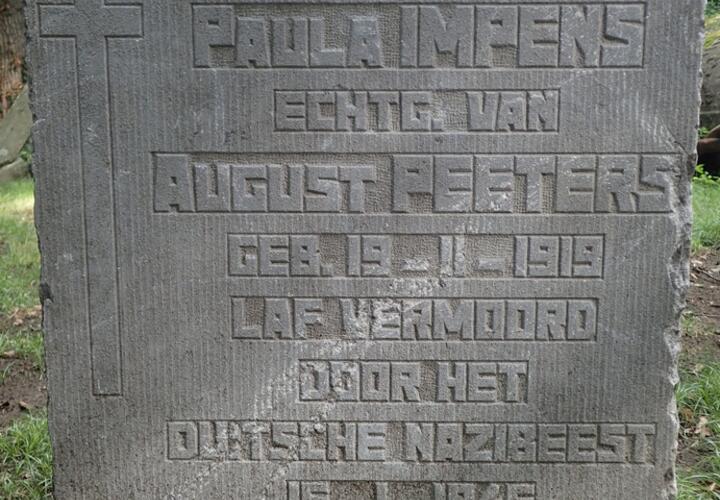 PAULA IMPENS
ECHTG. VAN
AUGUST PEETERS
GEB. 19-11-1919
LAF VERMOORD
DOOR HET
DUITSCHE NAZIBEEST